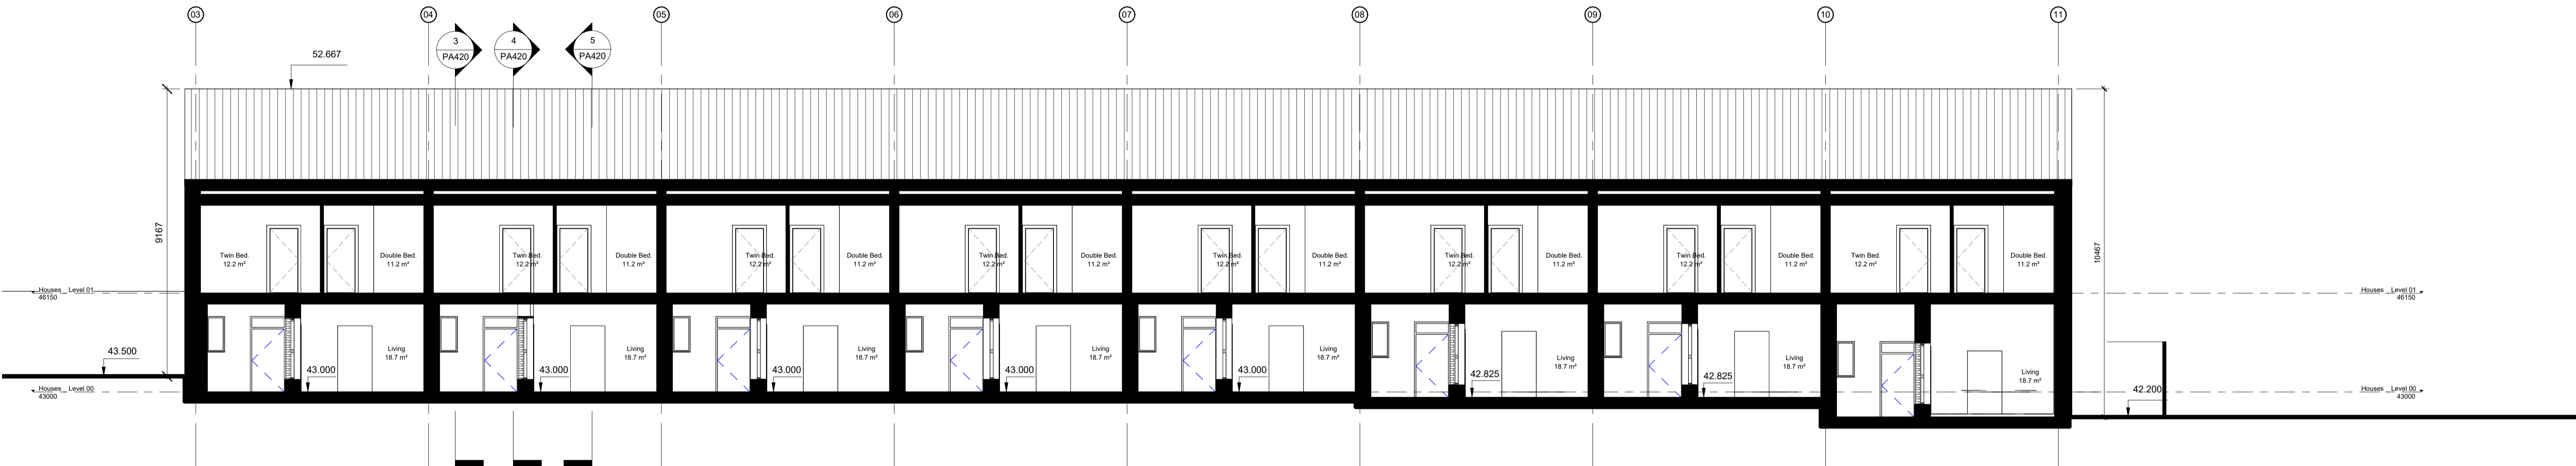 03 04 05 06 07 08 09 10 11
3 4 5
PA420 PA420 PA420
52.667
9167
10467
Twin Bed. Double Bed. Twin Bed. Double Bed. Twin Bed. Double Bed. Twin Bed. Double Bed. Twin Bed. Double Bed. Twin Bed. Double Bed. Twin Bed. Double Bed. Twin Bed. Double Bed.
12.2 m² 11.2 m² 12.2 m² 11.2 m² 12.2 m² 11.2 m² 12.2 m² 11.2 m² 12.2 m² 11.2 m² 12.2 m² 11.2 m² 12.2 m² 11.2 m² 12.2 m² 11.2 m²
Houses_ Level 01 Houses_ Level 01
46150 46150
43.500
Living Living Living Living Living Living Living Living
18.7 m² 18.7 m² 18.7 m² 18.7 m² 18.7 m² 18.7 m² 18.7 m² 18.7 m²
43.000 43.000 43.000 43.000 43.000 42.825 42.825
Houses_ Level 00 42.200 Houses_ Level 00
43000 43000